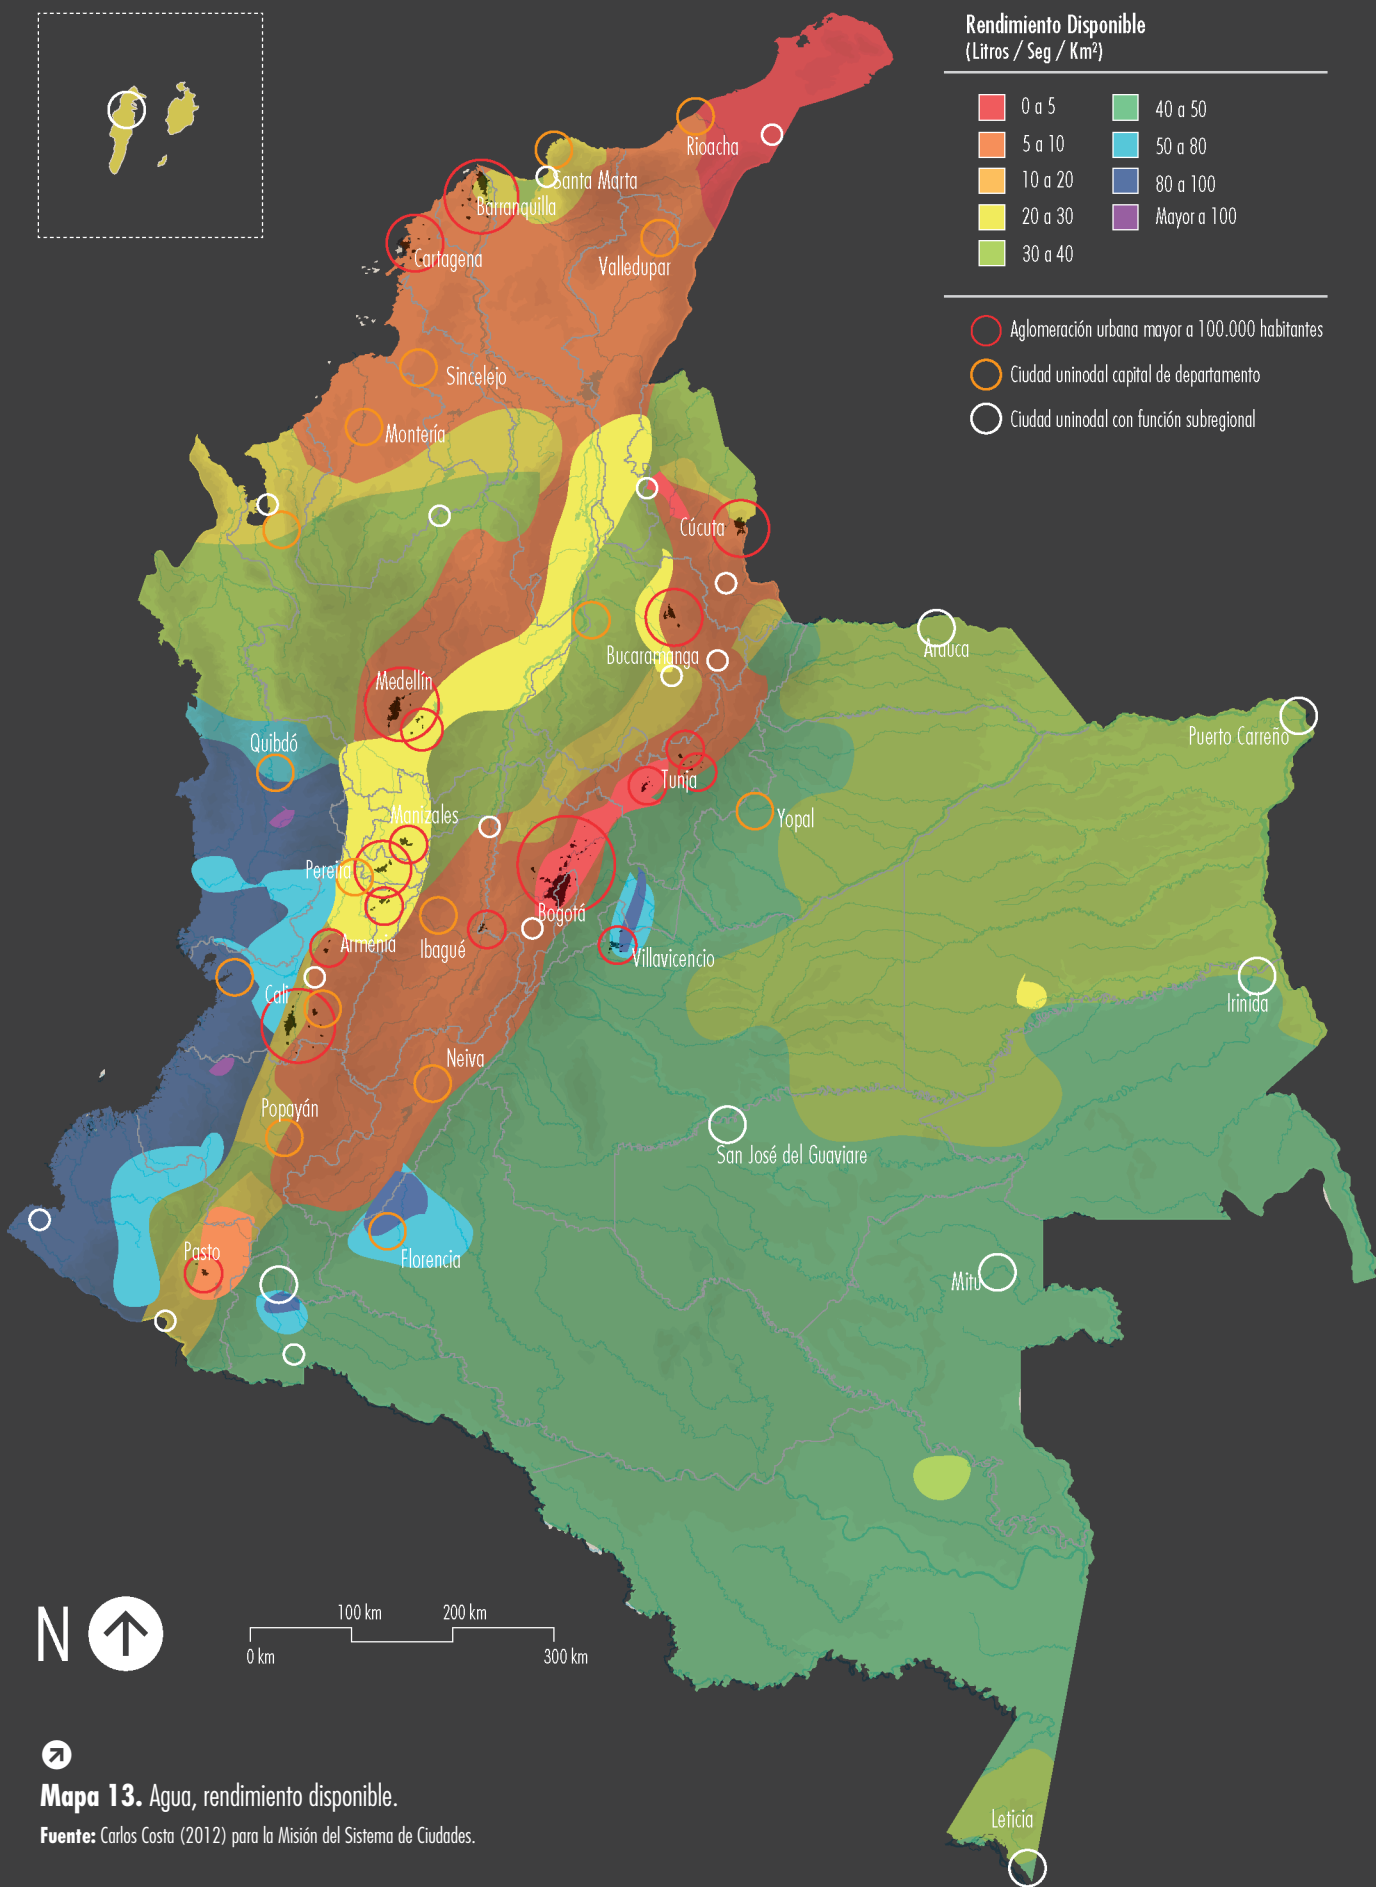 Rendimiento Disponible
(Litros / Seg / Km²)
0 a 5
5 a 10
10 a 20
20 a 30
30 a 40
40 a 50
50 a 80
80 a 100
Mayor a 100
Aglomeración urbana mayor a 100.000 habitantes
Ciudad uninodal capital de departamento
Ciudad uninodal con función subregional
Rioacha
Santa Marta
Barranquilla
Cartagena
Valledupar
Sincelejo
Montería
Cúcuta
Arauca
Bucaramanga
Medellín
Puerto Carreño
Quibdó
Tunja
Manizales
Yopal
Pereira
Bogotá
Armenia
Ibagué
Villavicencio
Cali
Irinida
Neiva
Popayán
San José del Guaviare
Pasto
Florencia
Mitu
N
100 km
200 km
0 km
300 km
Mapa 13. Agua, rendimiento disponible.
Fuente: Carlos Costa (2012) para la Misión del Sistema de Ciudades.
Leticia